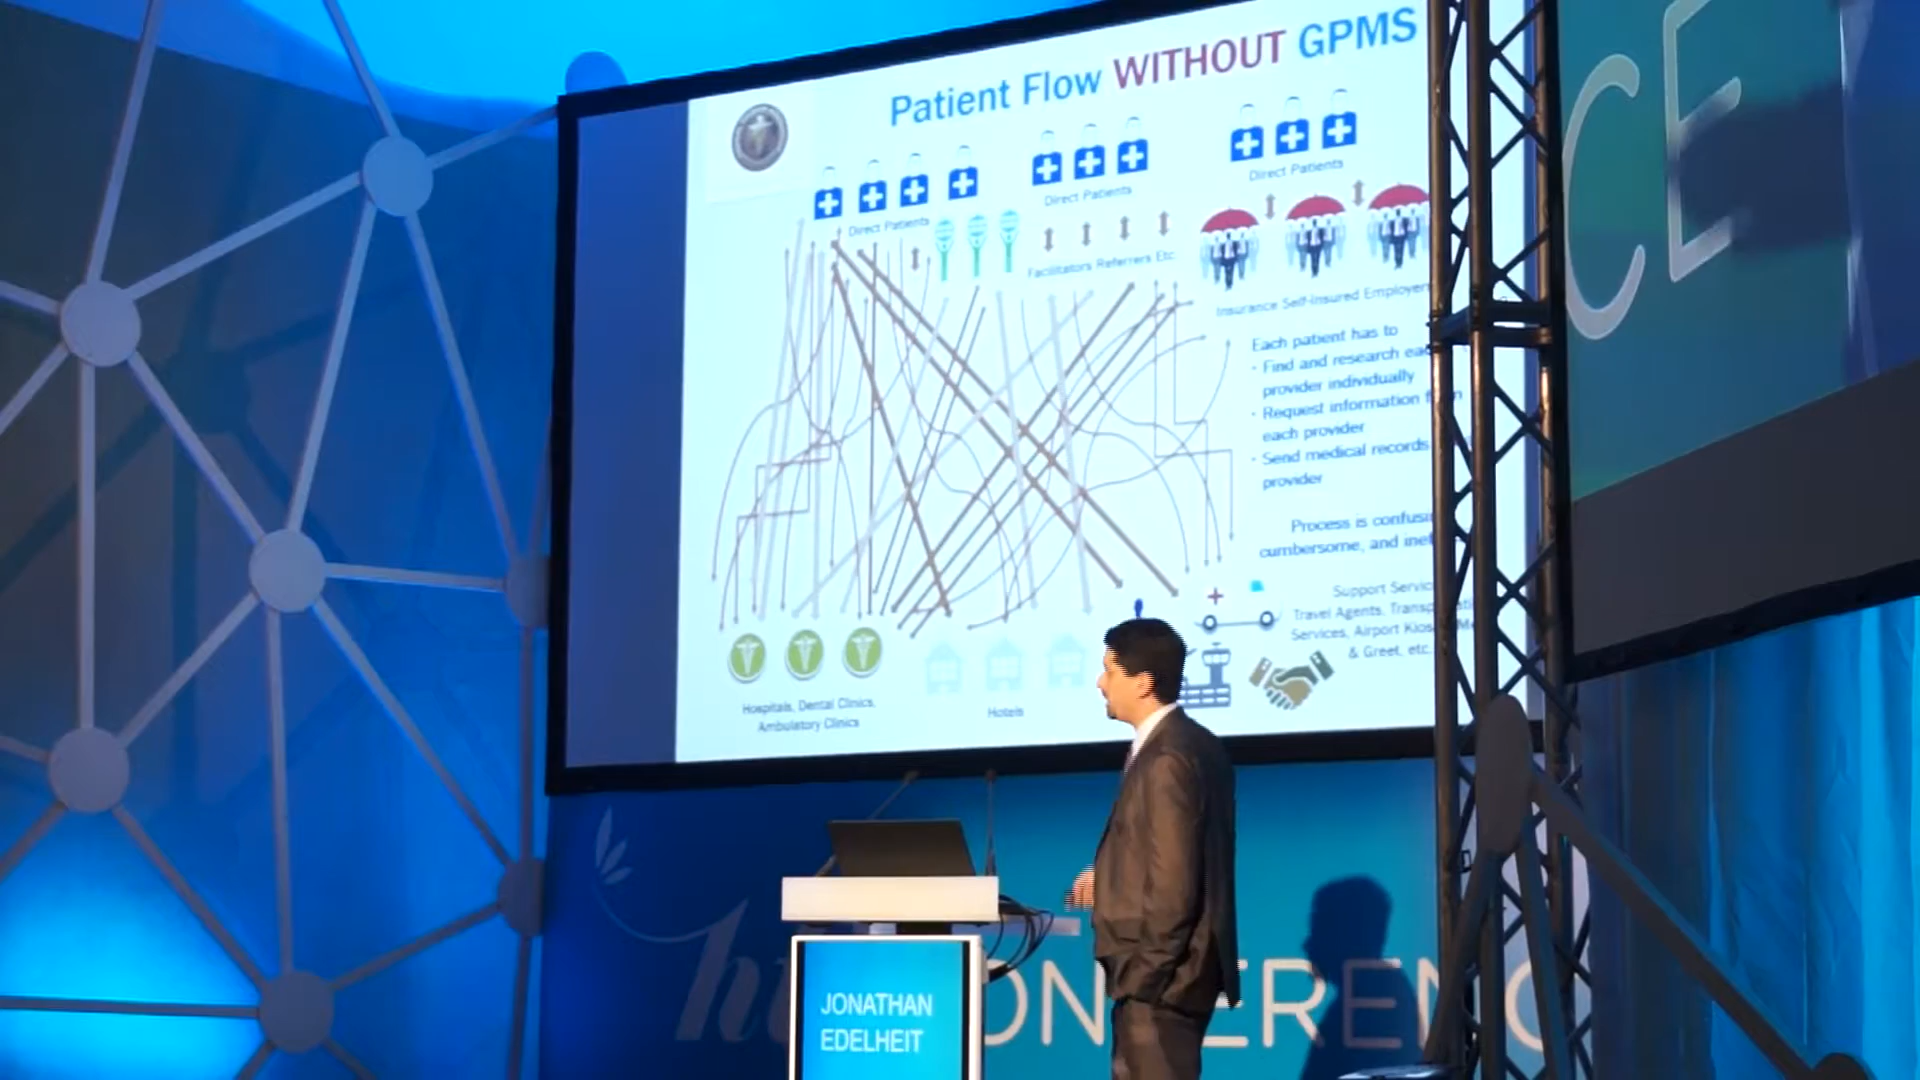 Patient Flow WITHOUT GPMS
CE
Direct Patients
Direct Patients
Direct Patients
Facilitators Referrers Etc.
Insurance Self-Insured Employers
Each patient has to
- Find and research
provider individually
- Request information
each provider
- Send medical records
provider
Process is
cumbersome, and
Support
Travel Agents,
Services, Airport
& Greet, etc.
Hospitals, Dental Clinics,
Ambulatory Clinics
Hotels
JONATHAN
EDELHEIT